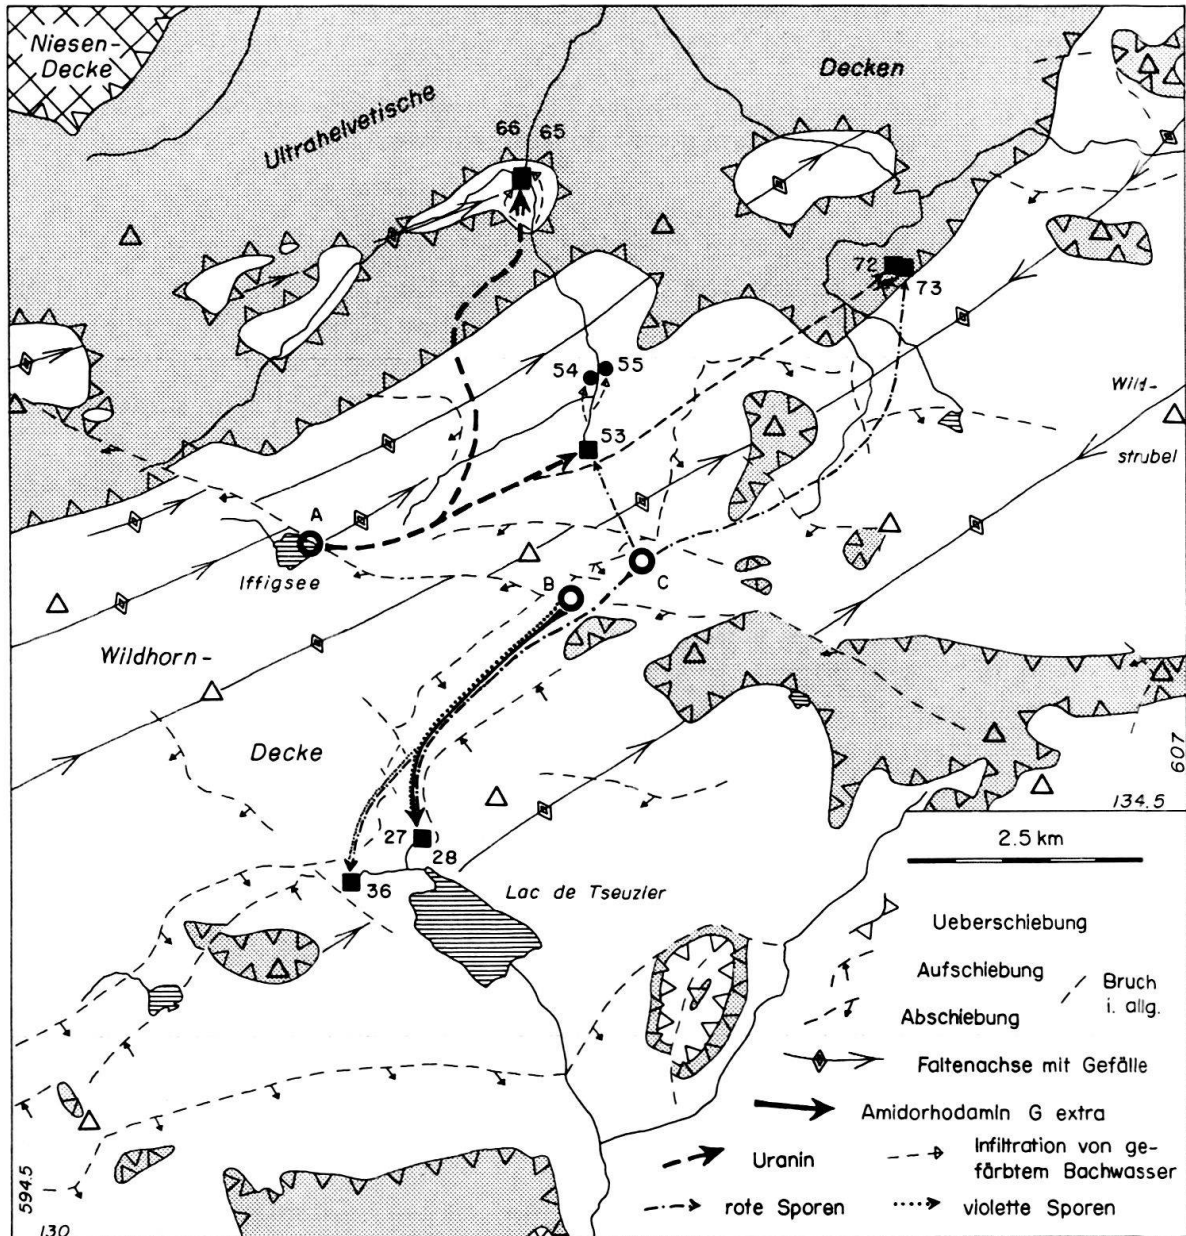 Niesen-
Decke
Ultrahelvetische
Decken
66
65
72
73
54
55
53
Wild-
strubel
A
Iffigsee
B
C
Wildhorn-
Decke
607
134.5
27
28
36
Lac de Tseuzier
2.5 km
Ueberschiebung
Aufschiebung
Bruch
i. allg.
Abschiebung
Faltenachse mit Gefälle
Amidorhodamin G extra
Uranin
Infiltration von ge-
färbtem Bachwasser
rote Sporen
violette Sporen
594.5
130